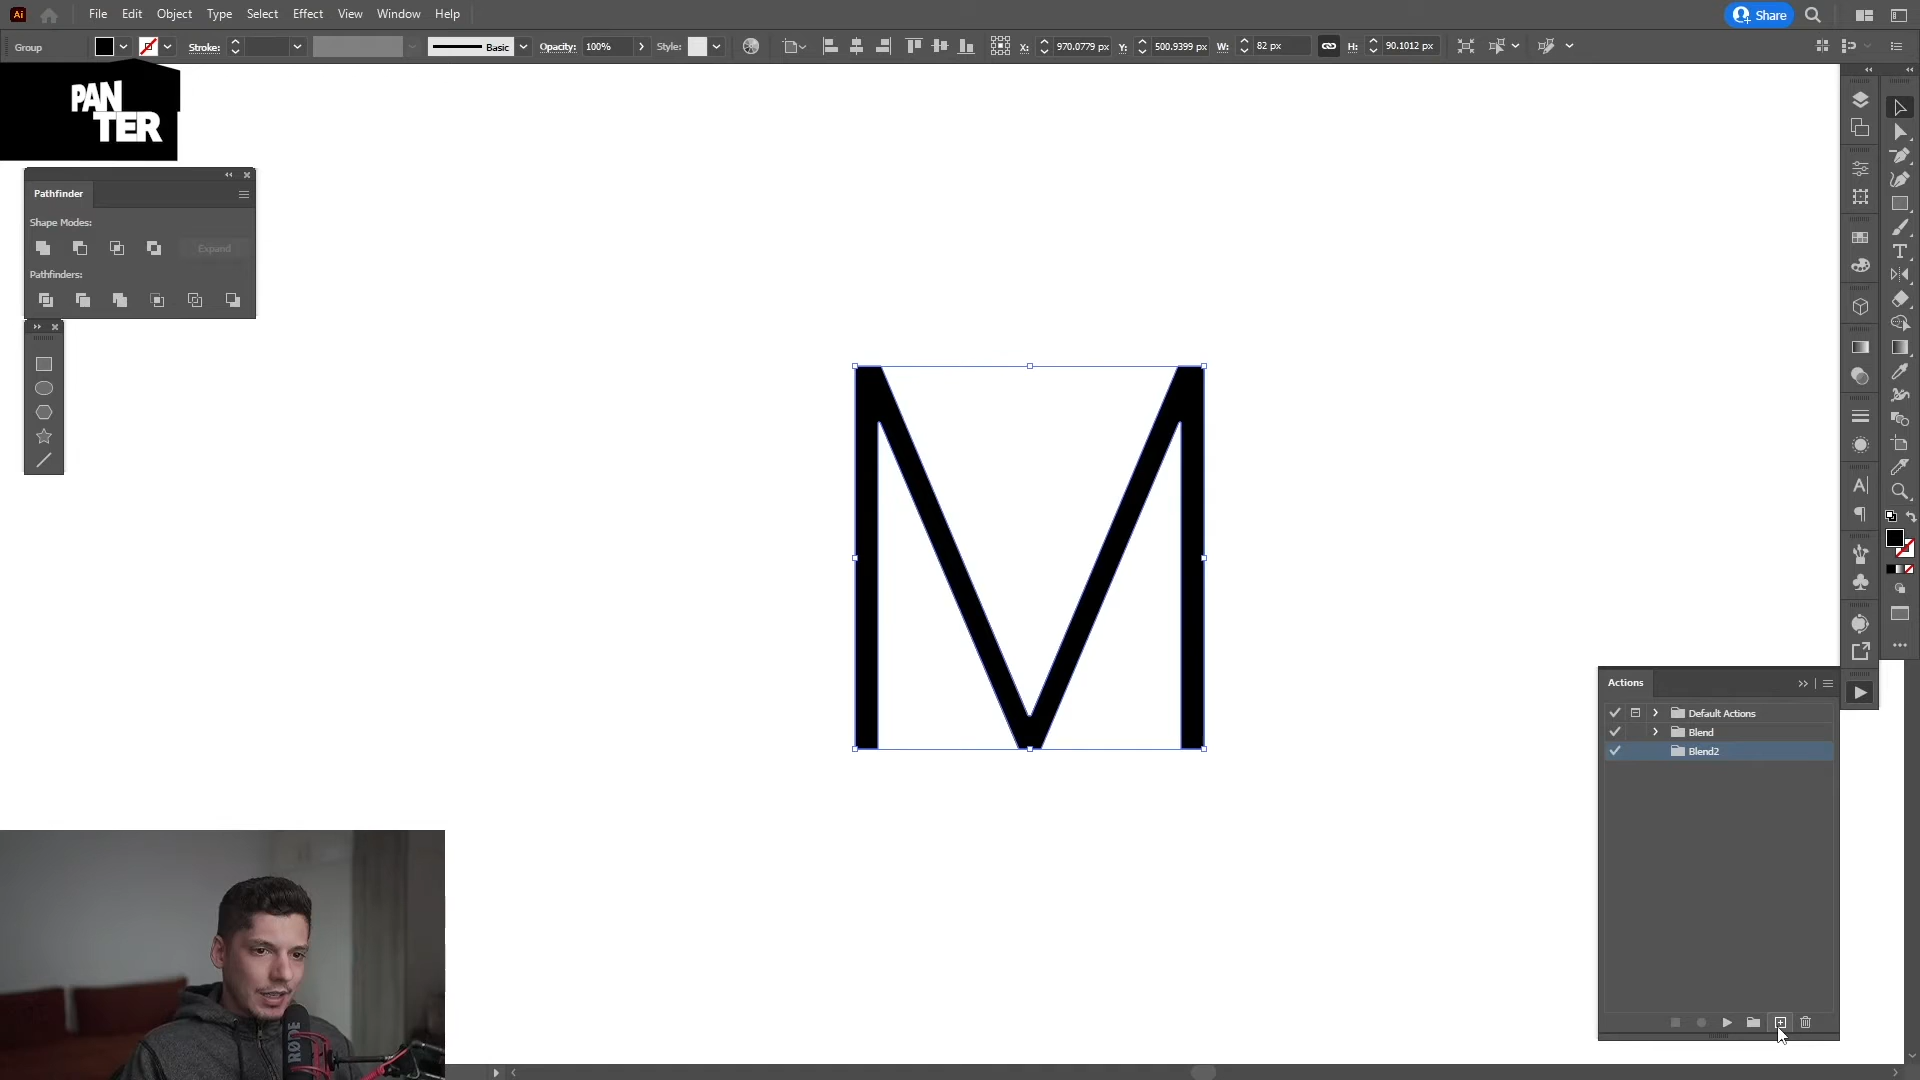 Ai File Edit Object Type Select Effect View Window Help Share
Group Stroke: Basic Opacity: 100% Style: X: 970.0779 px Y: 500.9399 px W: 82 px H: 90.1012 px
PAN
TER
Pathfinder
Shape Modes:
Expand
Pathfinders:
M
Actions
Default Actions
Blend
Blend2
RØDE